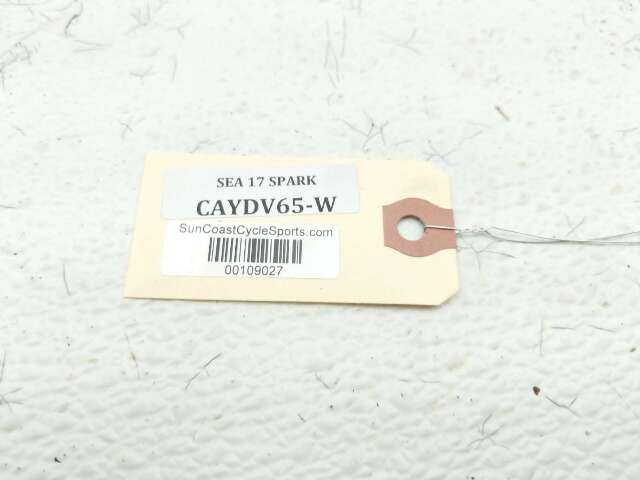 SEA 17 SPARK
CAYDV65-W
SunCoastCycleSports.com
00109027